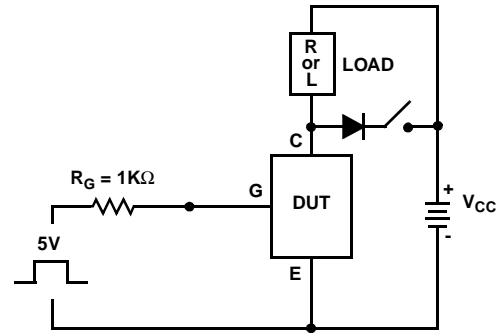 R
or
L
LOAD
C
R_G = 1KΩ
G
DUT
+
V_CC
-
5V
E